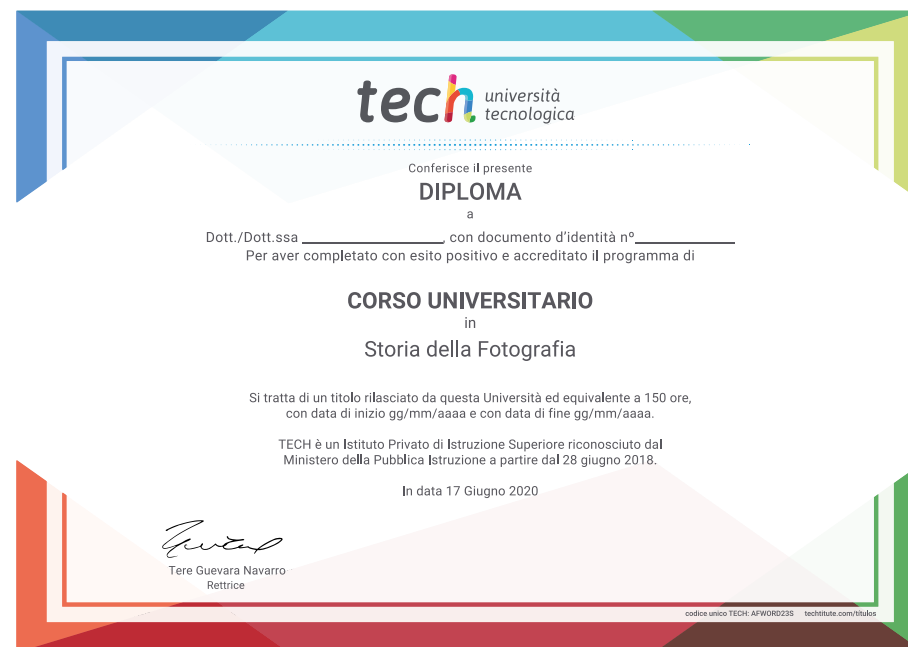 tech università
tecnologica
Conferisce il presente
DIPLOMA
a
Dott./Dott.ssa ________________, con documento d'identità nº____________
Per aver completato con esito positivo e accreditato il programma di
CORSO UNIVERSITARIO
in
Storia della Fotografia
Si tratta di un titolo rilasciato da questa Università ed equivalente a 150 ore,
con data di inizio gg/mm/aaaa e con data di fine gg/mm/aaaa.
TECH è un Istituto Privato di Istruzione Superiore riconosciuto dal
Ministero della Pubblica Istruzione a partire dal 28 giugno 2018.
In data 17 Giugno 2020
Tere Guevara Navarro
Rettrice
codice unico TECH: AFWORD23S techtitute.com/titulos